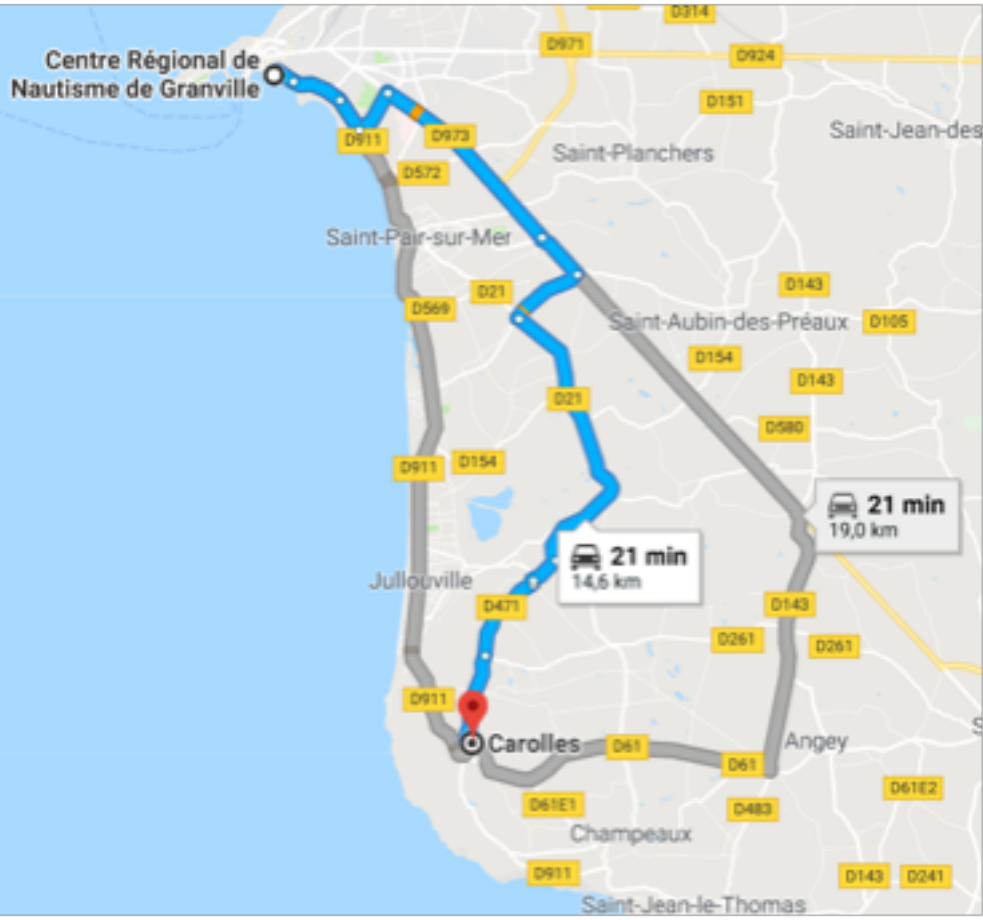 D314
D971
D924
Centre Régional de
Nautisme de Granville
D151
Saint-Jean-des
D911
D973
Saint-Planchers
D572
Saint-Pair-sur-Mer
D21
D143
D569
Saint-Aubin-des-Préaux
D105
D154
D143
D21
D580
D911
D154
21 min
19,0 km
21 min
14,6 km
Jullouville
D471
D143
D261
D261
D911
Carolles
D61
Angey
D61
D61E2
D61E1
D483
Champeaux
D911
D143
D241
Saint-Jean-le-Thomas